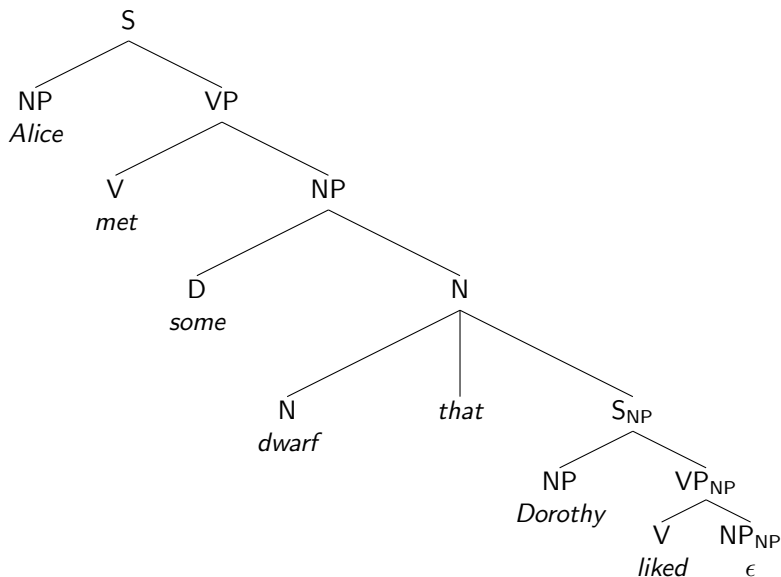 S
NP VP
Alice
V NP
met
D N
some
N that S_NP
dwarf
NP VP_NP
Dorothy
V NP_NP
liked ϵ